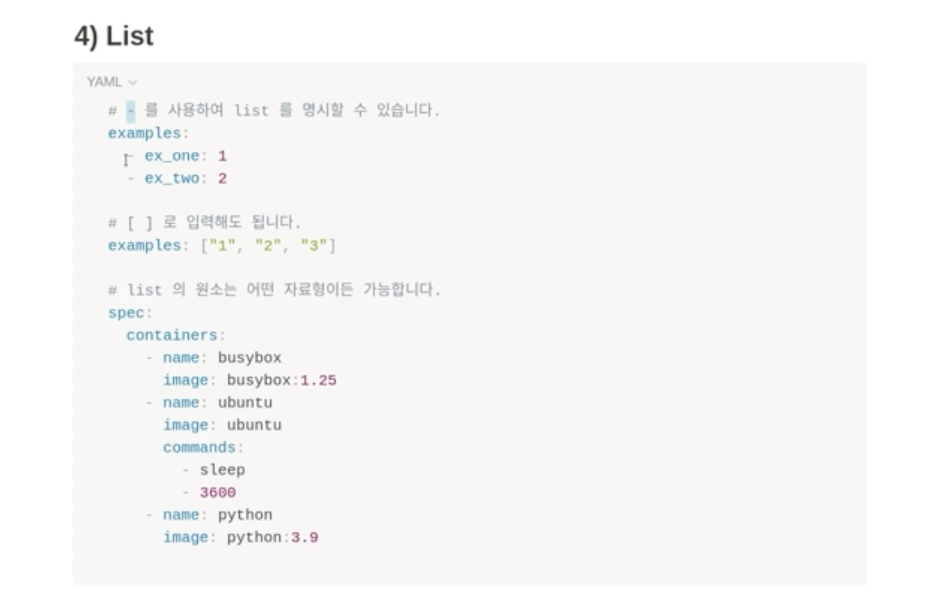 4) List
YAML
# - 를 사용하여 list 를 명시할 수 있습니다.
examples:
  - ex_one: 1
  - ex_two: 2
# [ ] 로 입력해도 됩니다.
examples: ["1", "2", "3"]
# list 의 원소는 어떤 자료형이든 가능합니다.
spec:
  containers:
    - name: busybox
      image: busybox:1.25
    - name: ubuntu
      image: ubuntu
      commands:
        - sleep
        - 3600
    - name: python
      image: python:3.9